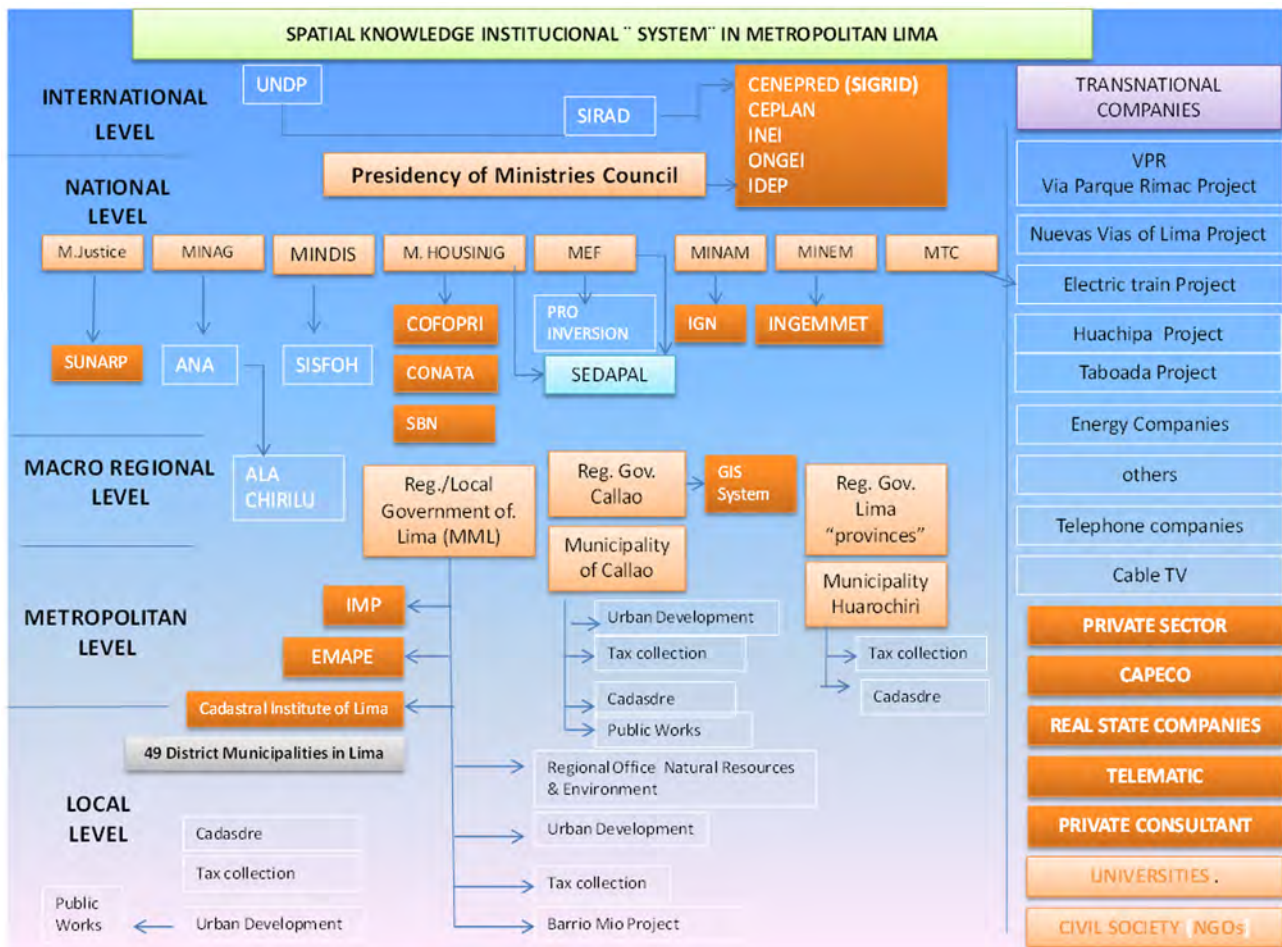 SPATIAL KNOWLEDGE INSTITUCIONAL ¨ SYSTEM¨ IN METROPOLITAN LIMA
INTERNATIONAL
LEVEL
UNDP
SIRAD
CENEPRED (SIGRID)
CEPLAN
INEI
ONGEI
IDEP
Presidency of Ministries Council
NATIONAL
LEVEL
M.Justice
MINAG
MINDIS
M. HOUSINJG
MEF
MINAM
MINEM
MTC
SUNARP
ANA
SISFOH
COFOPRI
CONATA
SBN
PRO
INVERSION
SEDAPAL
IGN
INGEMMET
MACRO REGIONAL
LEVEL
ALA
CHIRILU
Reg./Local
Government of.
Lima (MML)
Reg. Gov.
Callao
GIS
System
Reg. Gov.
Lima
“provinces”
Municipality
of Callao
Municipality
Huarochirì
METROPOLITAN
LEVEL
IMP
EMAPE
Cadastral Institute of Lima
49 District Municipalities in Lima
Urban Development
Tax collection
Cadasdre
Public Works
Tax collection
Cadasdre
Regional Office Natural Resources
& Environment
Urban Development
Tax collection
Barrio Mio Project
LOCAL
LEVEL
Cadasdre
Tax collection
Urban Development
Public
Works
TRANSNATIONAL
COMPANIES
VPR
Via Parque Rimac Project
Nuevas Vias of Lima Project
Electric train Project
Huachipa Project
Taboada Project
Energy Companies
others
Telephone companies
Cable TV
PRIVATE SECTOR
CAPECO
REAL STATE COMPANIES
TELEMATIC
PRIVATE CONSULTANT
UNIVERSITIES .
CIVIL SOCIETY (NGOs)